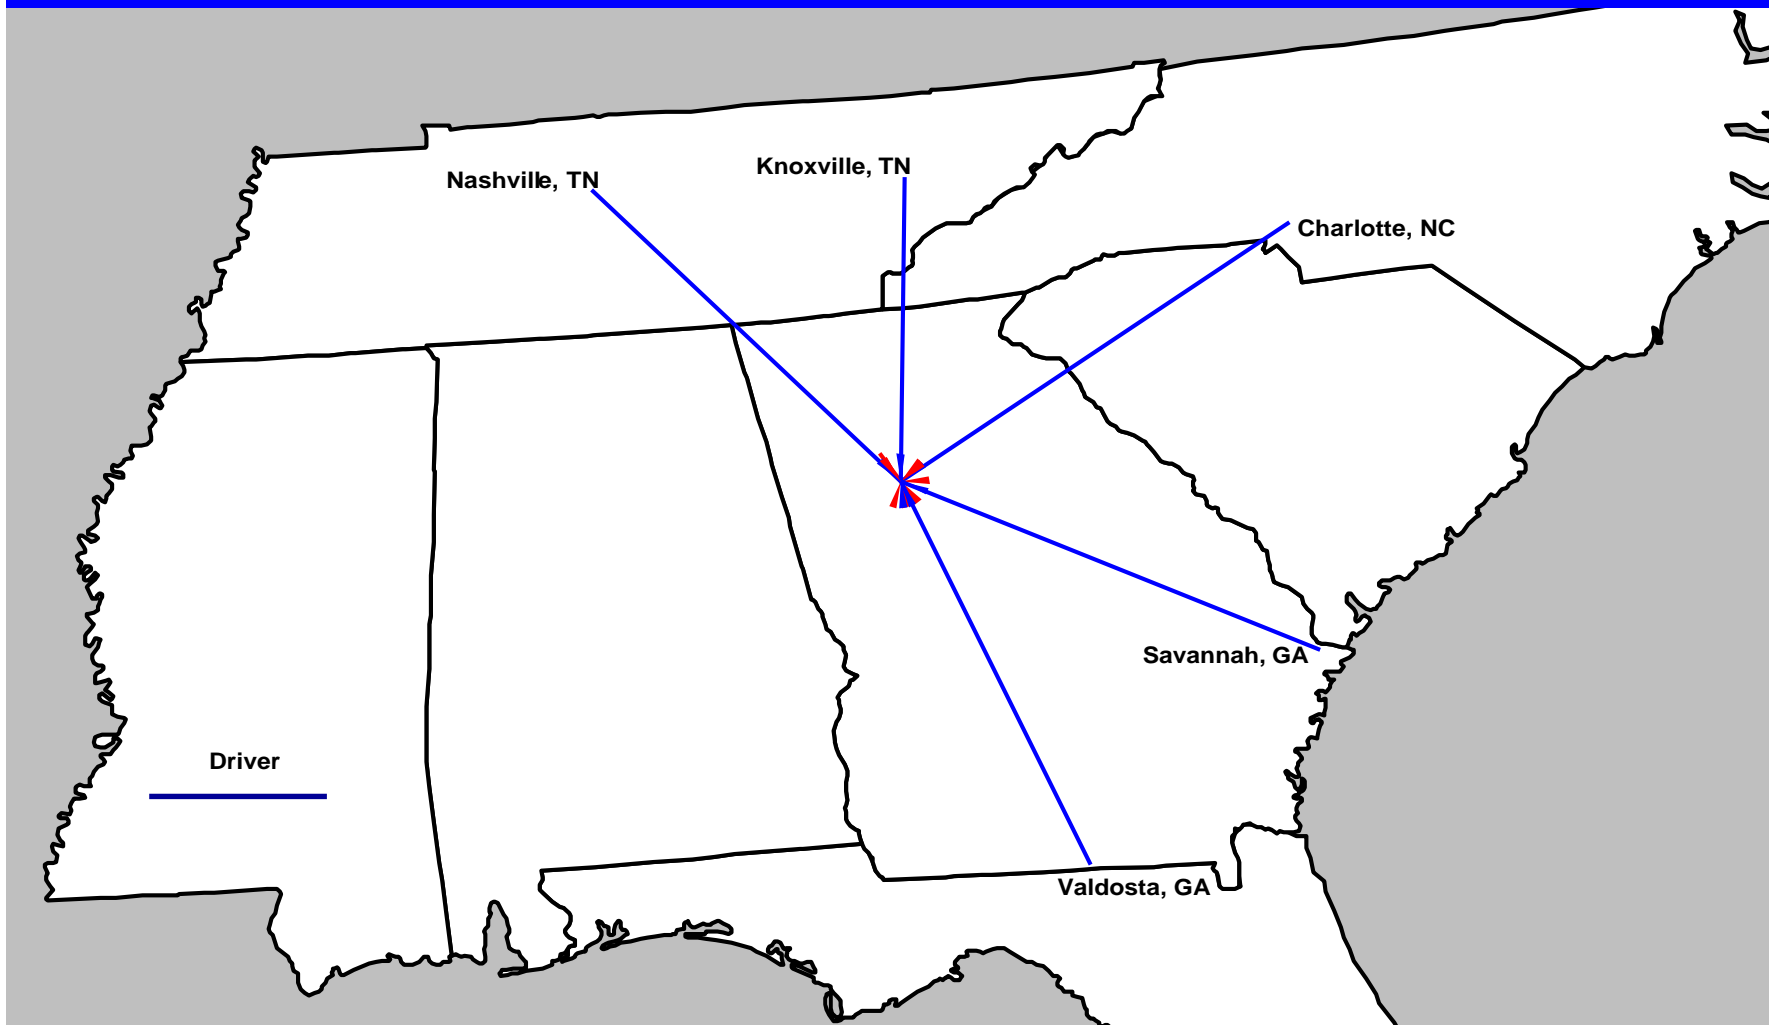 Knoxville, TN
Nashville, TN
Charlotte, NC
Savannah, GA
Driver
Valdosta, GA